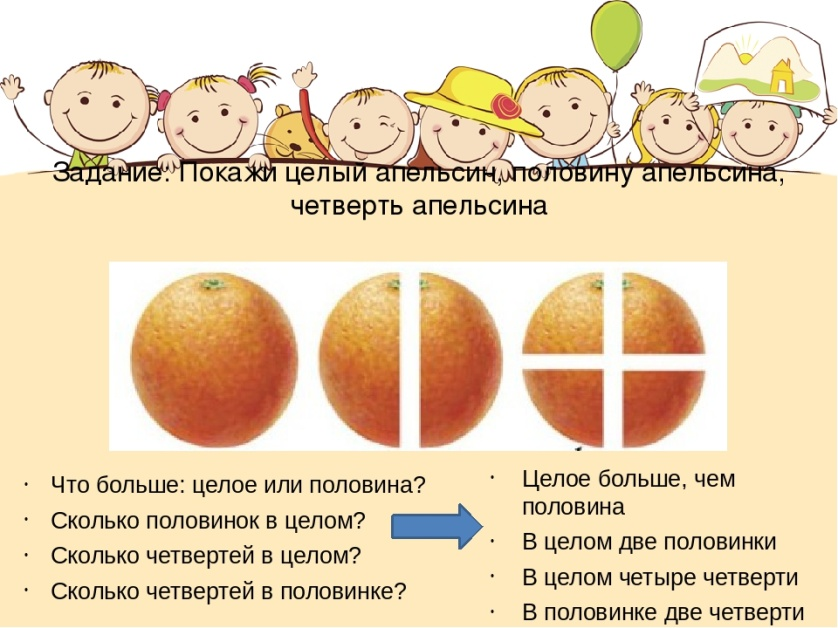 Задание: Покажи целый апельсин, половину апельсина,
четверть апельсина
· Что больше: целое или половина?
· Сколько половинок в целом?
· Сколько четвертей в целом?
· Сколько четвертей в половинке?
· Целое больше, чем
половина
· В целом две половинки
· В целом четыре четверти
· В половинке две четверти